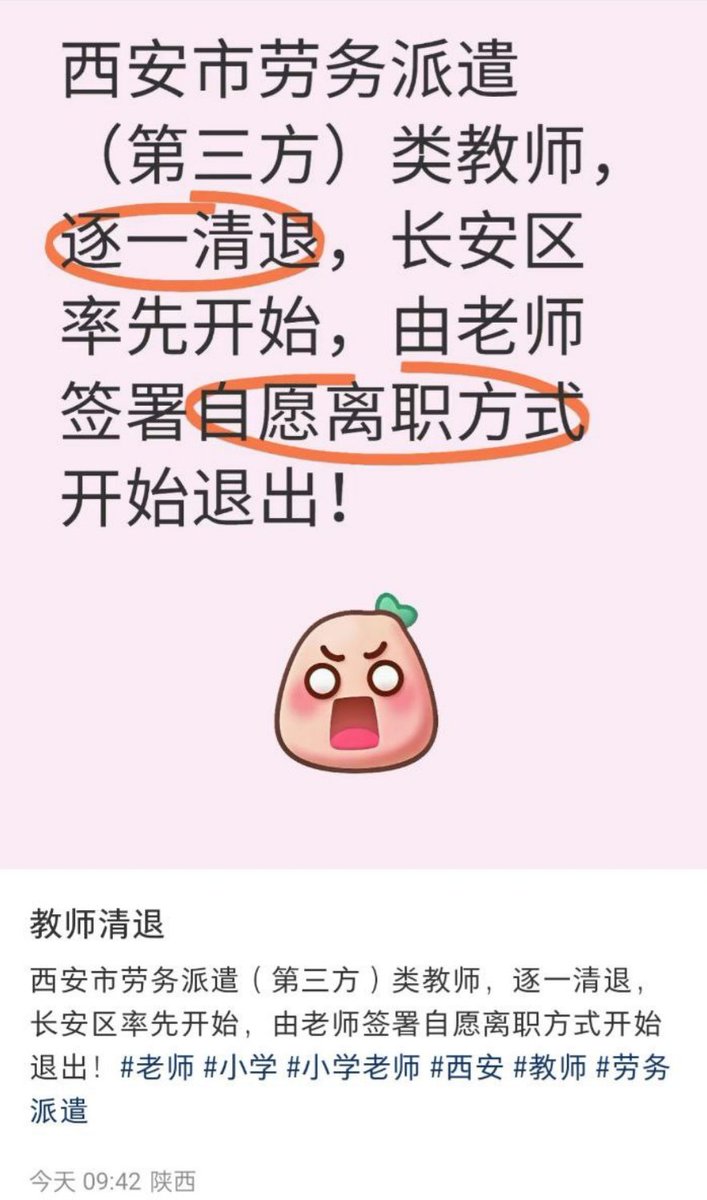 西安市劳务派遣
（第三方）类教师，
逐一清退，长安区
率先开始，由老师
签署自愿离职方式
开始退出！
教师清退
西安市劳务派遣（第三方）类教师，逐一清退，
长安区率先开始，由老师签署自愿离职方式开始
退出！#老师 #小学 #小学老师 #西安 #教师 #劳务
派遣
今天 09:42 陕西